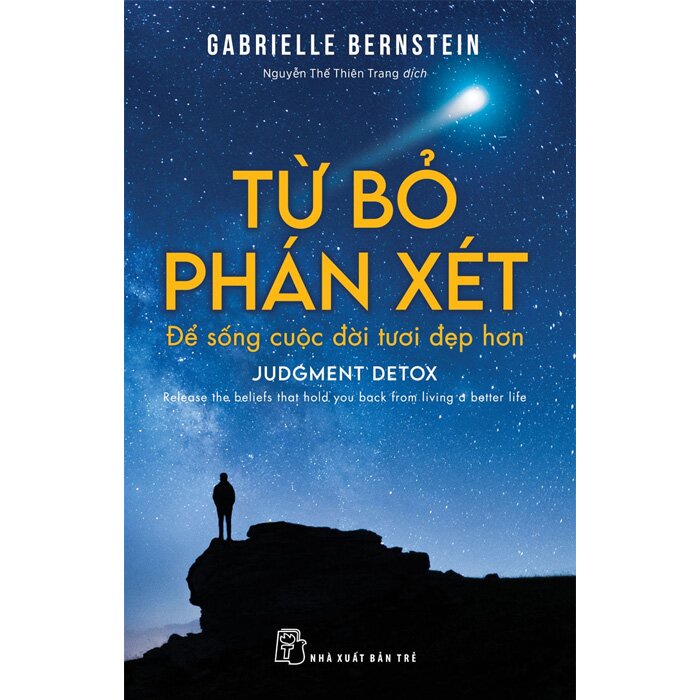 GABRIELLE BERNSTEIN
Nguyễn Thế Thiên Trang dịch
TỪ BỎ
PHÁN XÉT
Để sống cuộc đời tươi đẹp hơn
JUDGMENT DETOX
Release the beliefs that hold you back from living a better life
NHÀ XUẤT BẢN TRẺ